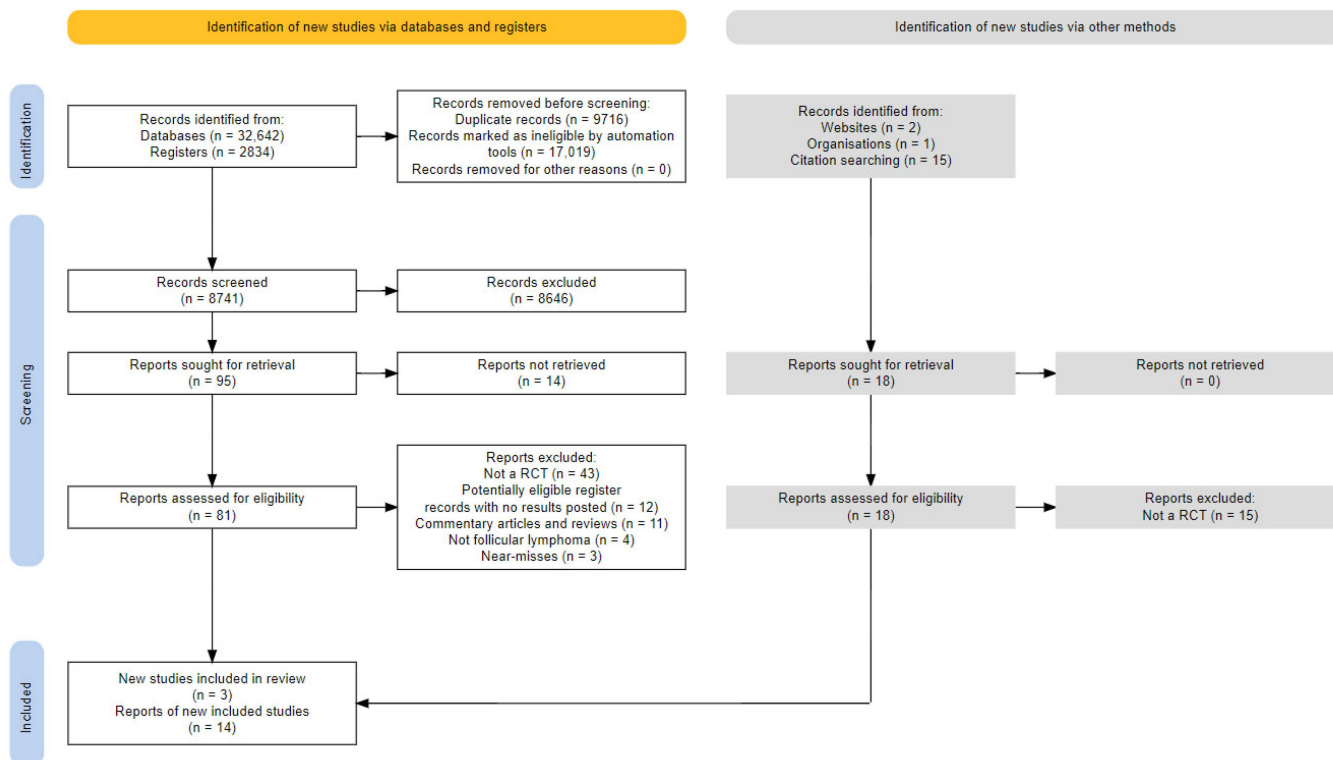 Identification of new studies via databases and registers
Identification of new studies via other methods
Identification
Records identified from:
Databases (n = 32,642)
Registers (n = 2834)
Records removed before screening:
Duplicate records (n = 9716)
Records marked as ineligible by automation
tools (n = 17,019)
Records removed for other reasons (n = 0)
Records identified from:
Websites (n = 2)
Organisations (n = 1)
Citation searching (n = 15)
Screening
Records screened
(n = 8741)
Records excluded
(n = 8646)
Reports sought for retrieval
(n = 95)
Reports not retrieved
(n = 14)
Reports sought for retrieval
(n = 18)
Reports not retrieved
(n = 0)
Reports assessed for eligibility
(n = 81)
Reports excluded:
Not a RCT (n = 43)
Potentially eligible register
records with no results posted (n = 12)
Commentary articles and reviews (n = 11)
Not follicular lymphoma (n = 4)
Near-misses (n = 3)
Reports assessed for eligibility
(n = 18)
Reports excluded:
Not a RCT (n = 15)
Included
New studies included in review
(n = 3)
Reports of new included studies
(n = 14)